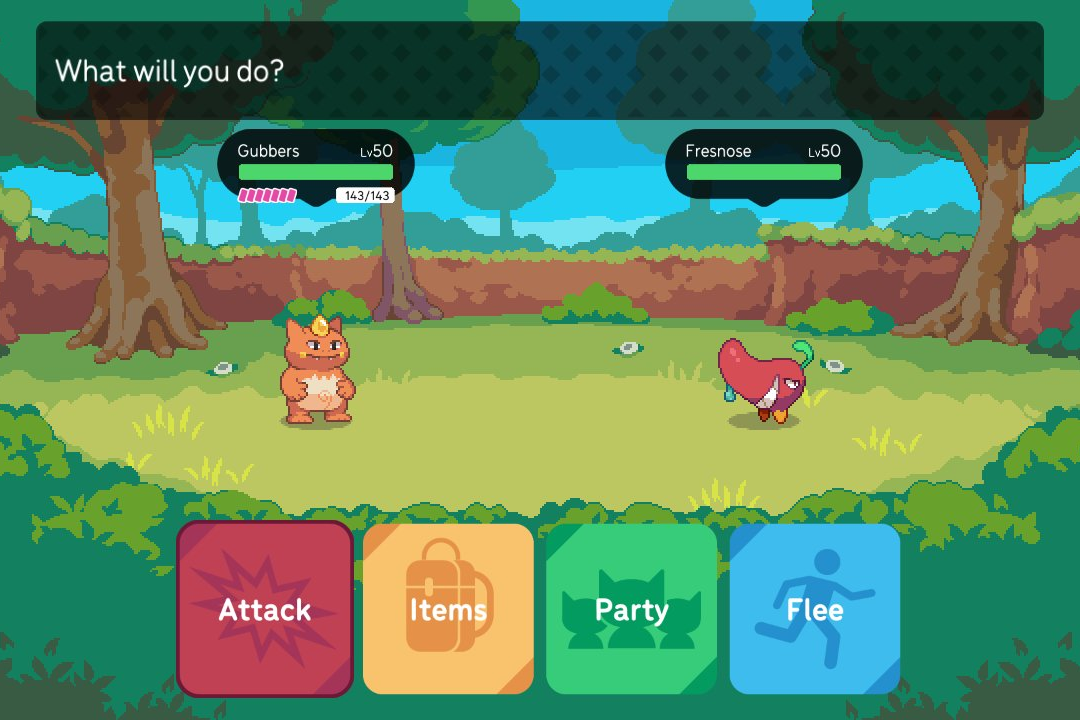 What will you do?
Gubbers Lv50
143/143
Fresnose Lv50
Attack
Items
Party
Flee